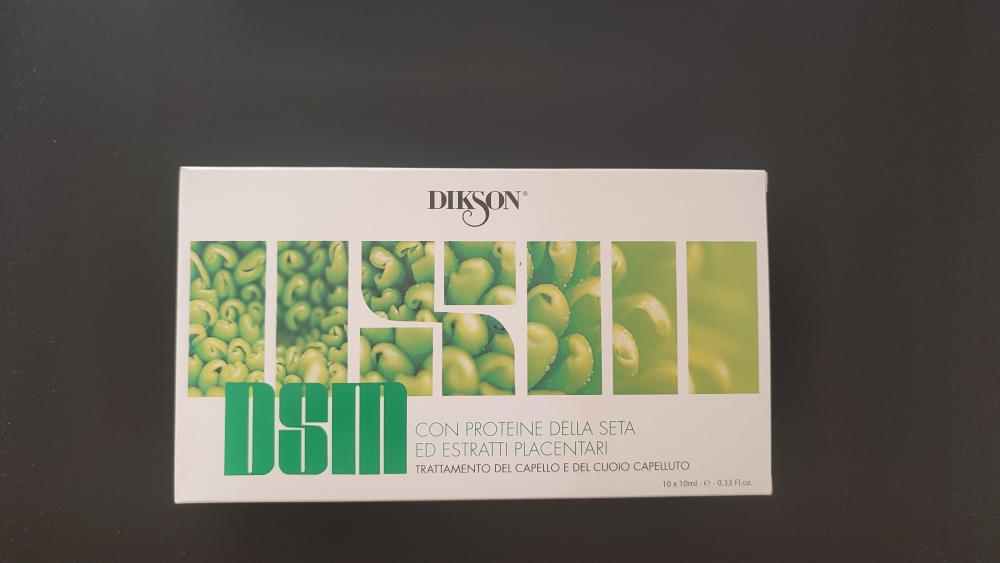 DIKSON®
DSM
CON PROTEINE DELLA SETA
ED ESTRATTI PLACENTARI
TRATTAMENTO DEL CAPELLO E DEL CUOIO CAPELLUTO
10 x 10ml - ℮ - 0.33 Fl.oz.